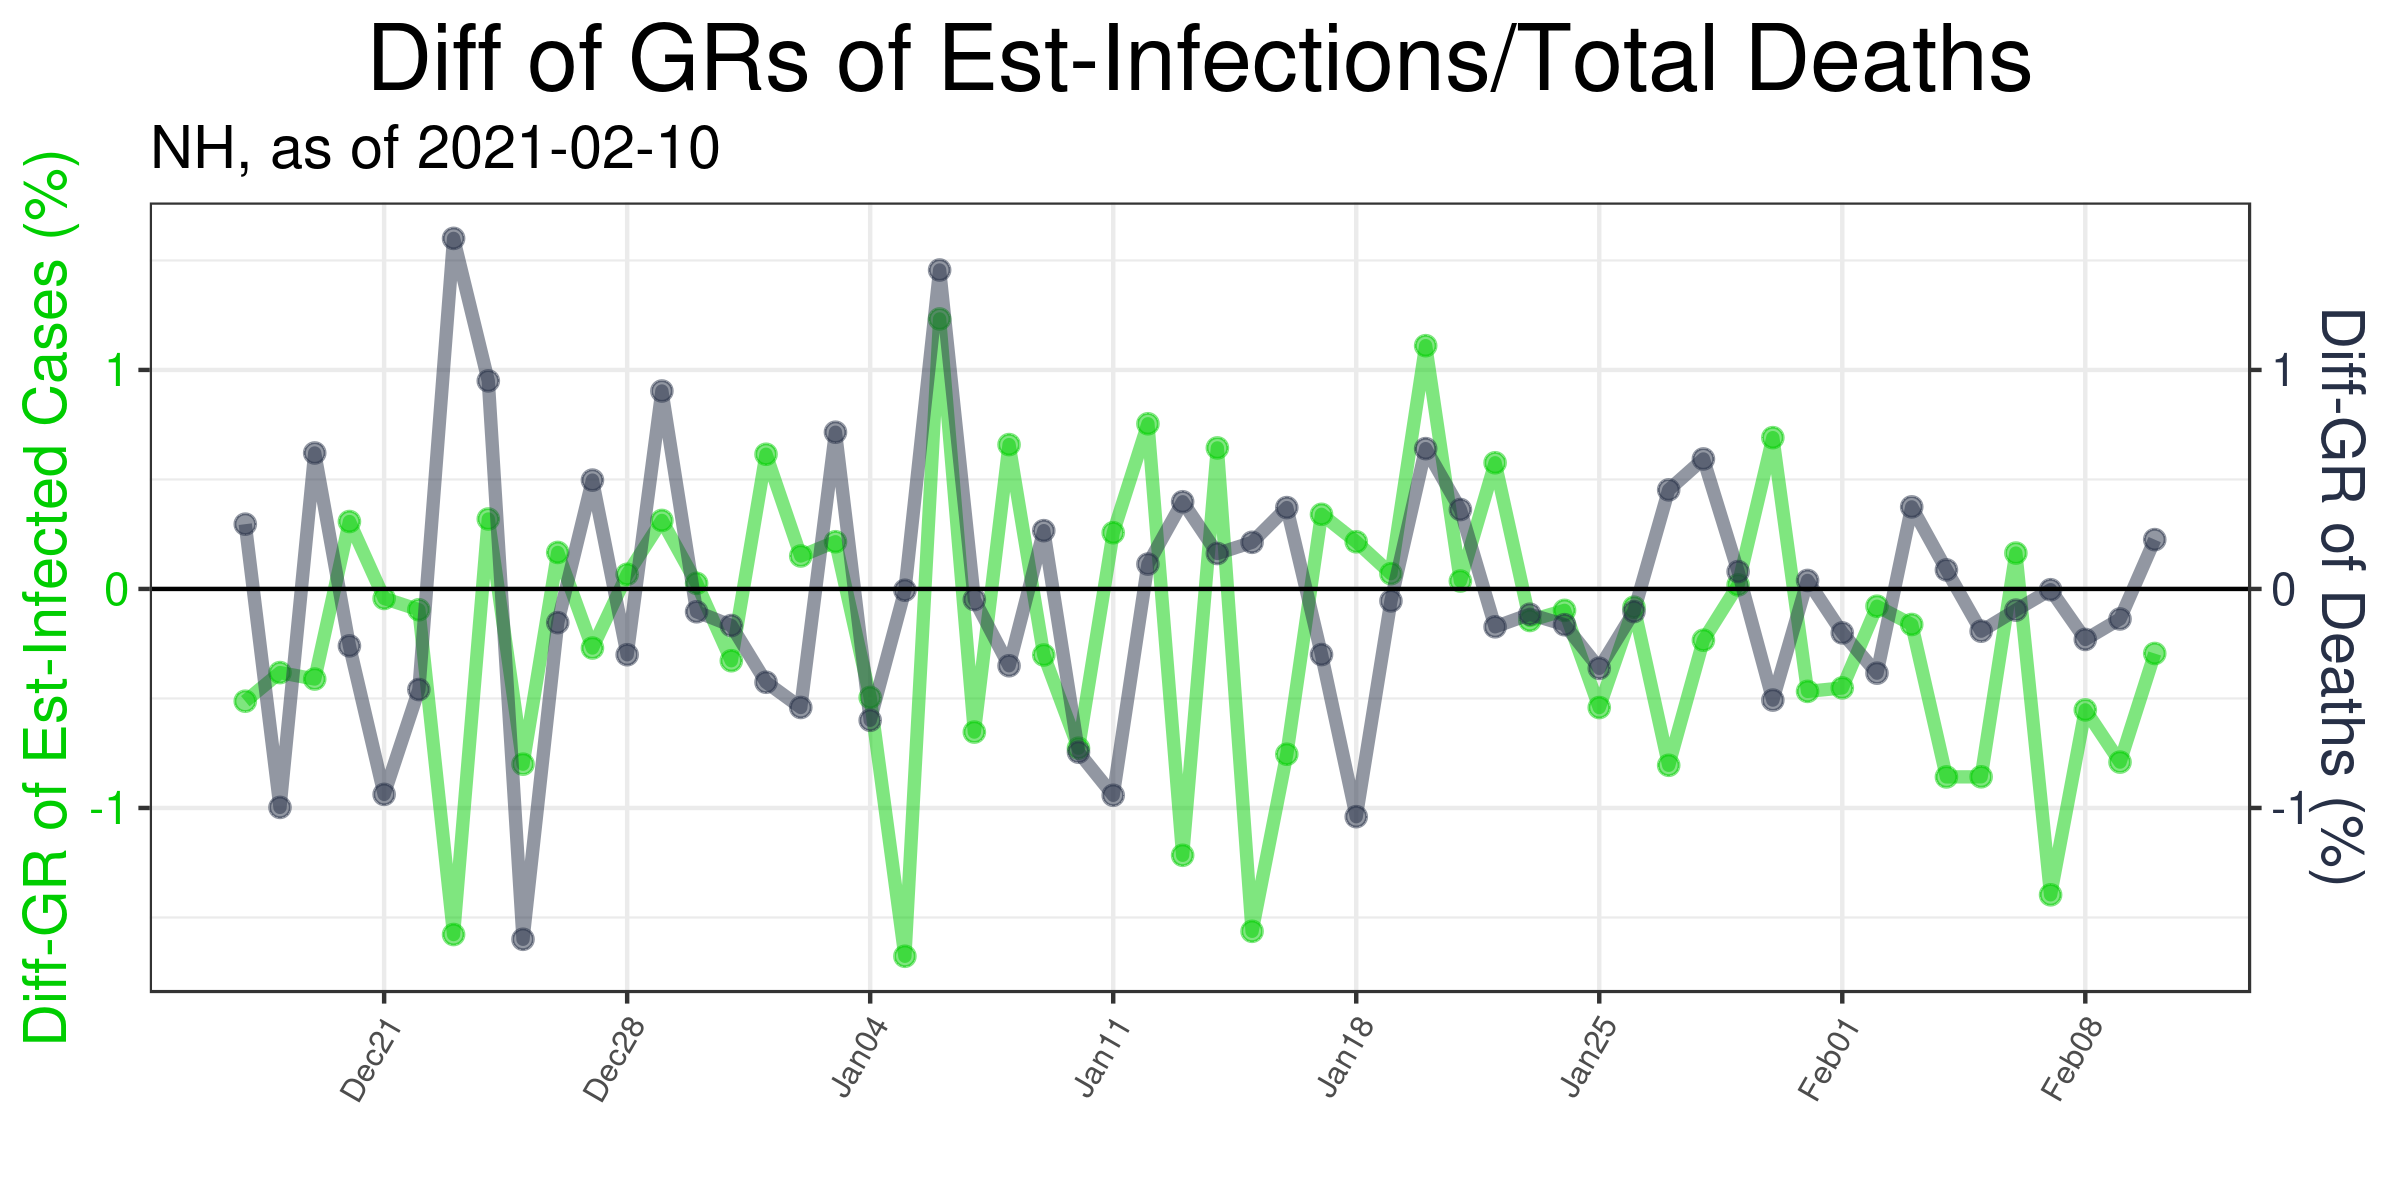 Diff of GRs of Est-Infections/Total Deaths
NH, as of 2021-02-10
Diff-GR of Est-Infected Cases (%)
1
0
-1
1
0
-1
Diff-GR of Deaths (%)
Dec21
Dec28
Jan04
Jan11
Jan18
Jan25
Feb01
Feb08